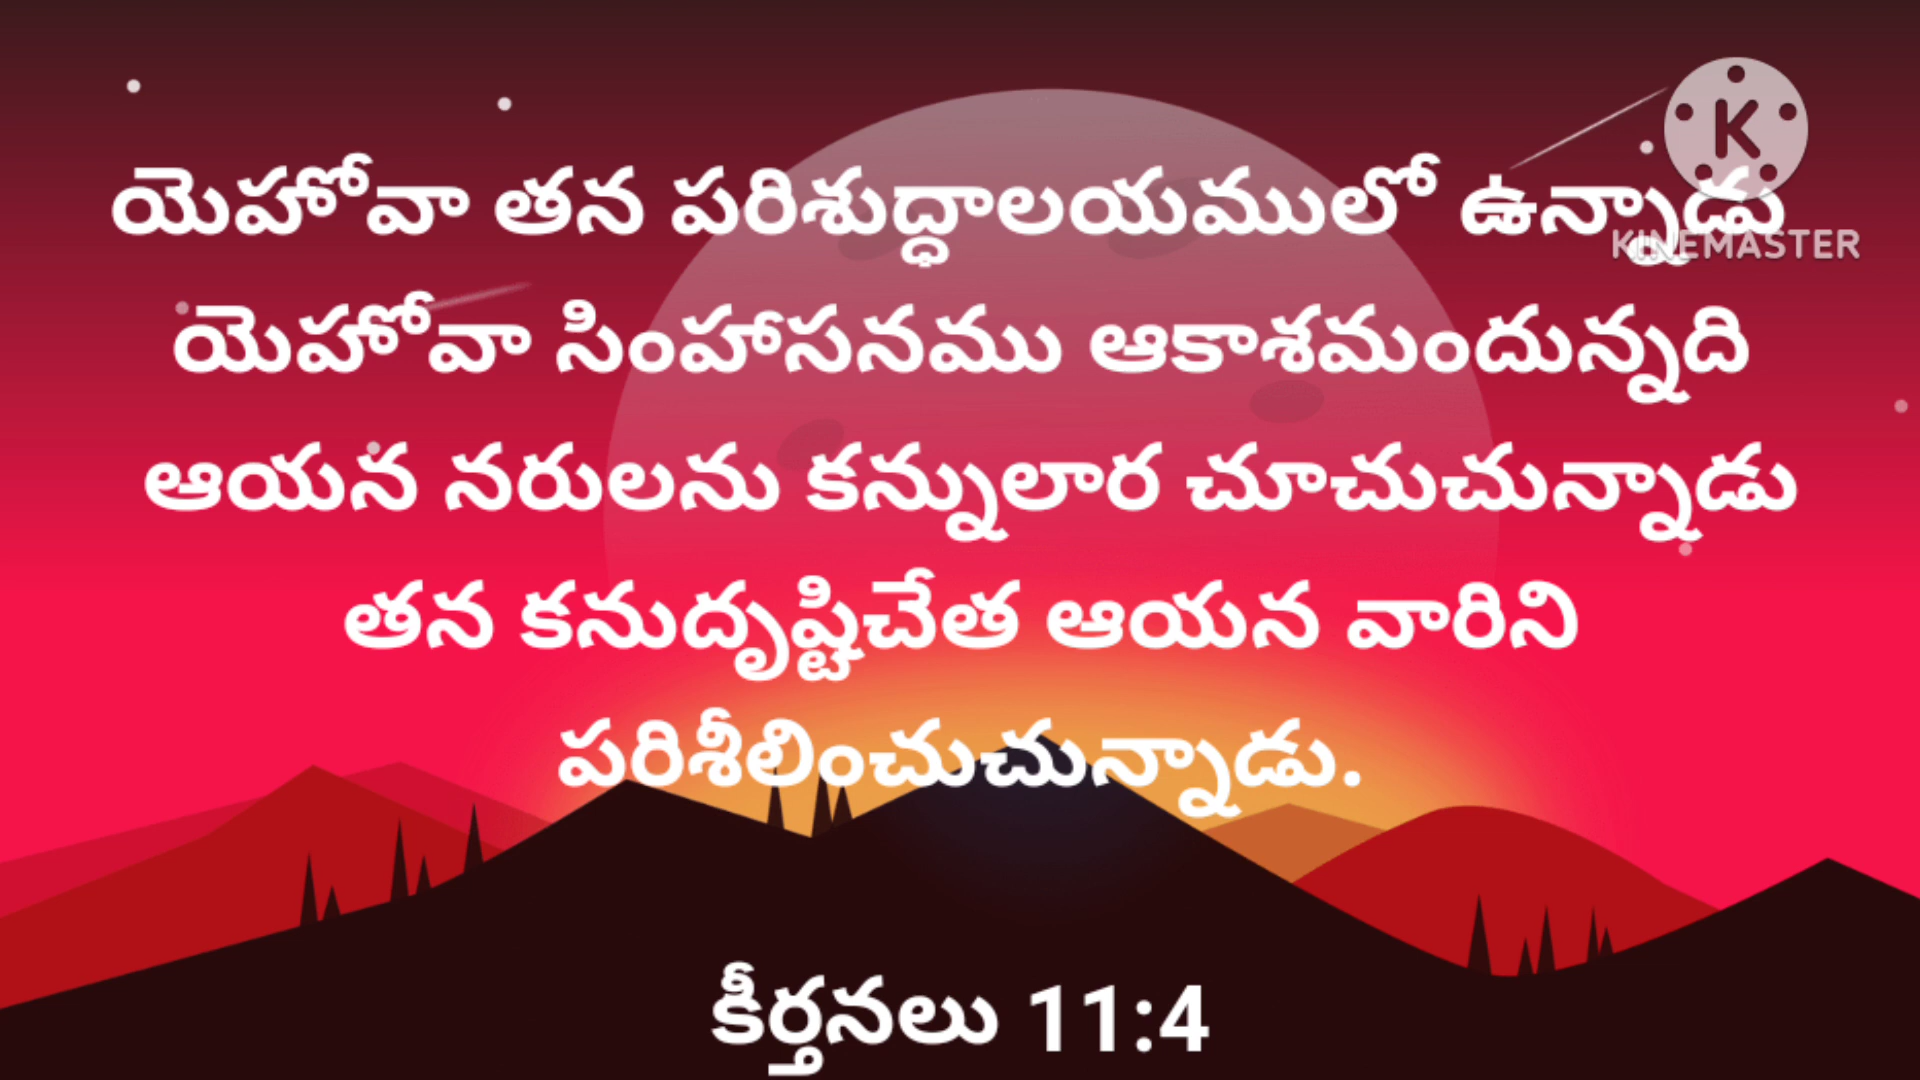 యెహోవా తన పరిశుద్ధాలయములో ఉన్నాడు
KINEMASTER
యెహోవా సింహాసనము ఆకాశమందున్నది
ఆయన నరులను కన్నులార చూచుచున్నాడు
తన కనుదృష్టిచేత ఆయన వారిని
పరిశీలించుచున్నాడు.
కీర్తనలు 11:4